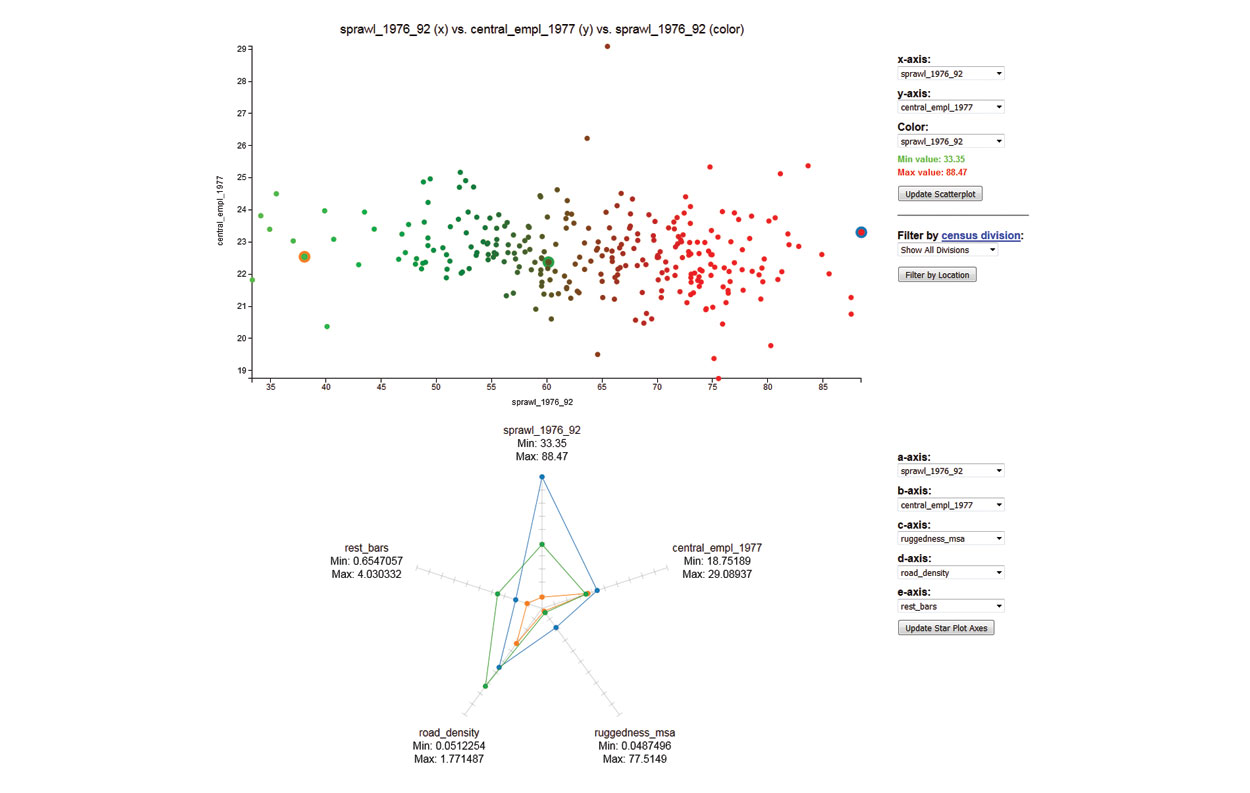 sprawl_1976_92 (x) vs. central_empl_1977 (y) vs. sprawl_1976_92 (color)
29
28
27
26
25
24
23
22
21
20
19
central_empl_1977
35 40 45 50 55 60 65 70 75 80 85
sprawl_1976_92
x-axis:
sprawl_1976_92
y-axis:
central_empl_1977
Color:
sprawl_1976_92
Min value: 33.35
Max value: 88.47
Update Scatterplot
Filter by census division:
Show All Divisions
Filter by Location
sprawl_1976_92
Min: 33.35
Max: 88.47
rest_bars
Min: 0.6547057
Max: 4.030332
central_empl_1977
Min: 18.75189
Max: 29.08937
road_density
Min: 0.0512254
Max: 1.771487
ruggedness_msa
Min: 0.0487496
Max: 77.5149
a-axis:
sprawl_1976_92
b-axis:
central_empl_1977
c-axis:
ruggedness_msa
d-axis:
road_density
e-axis:
rest_bars
Update Star Plot Axes